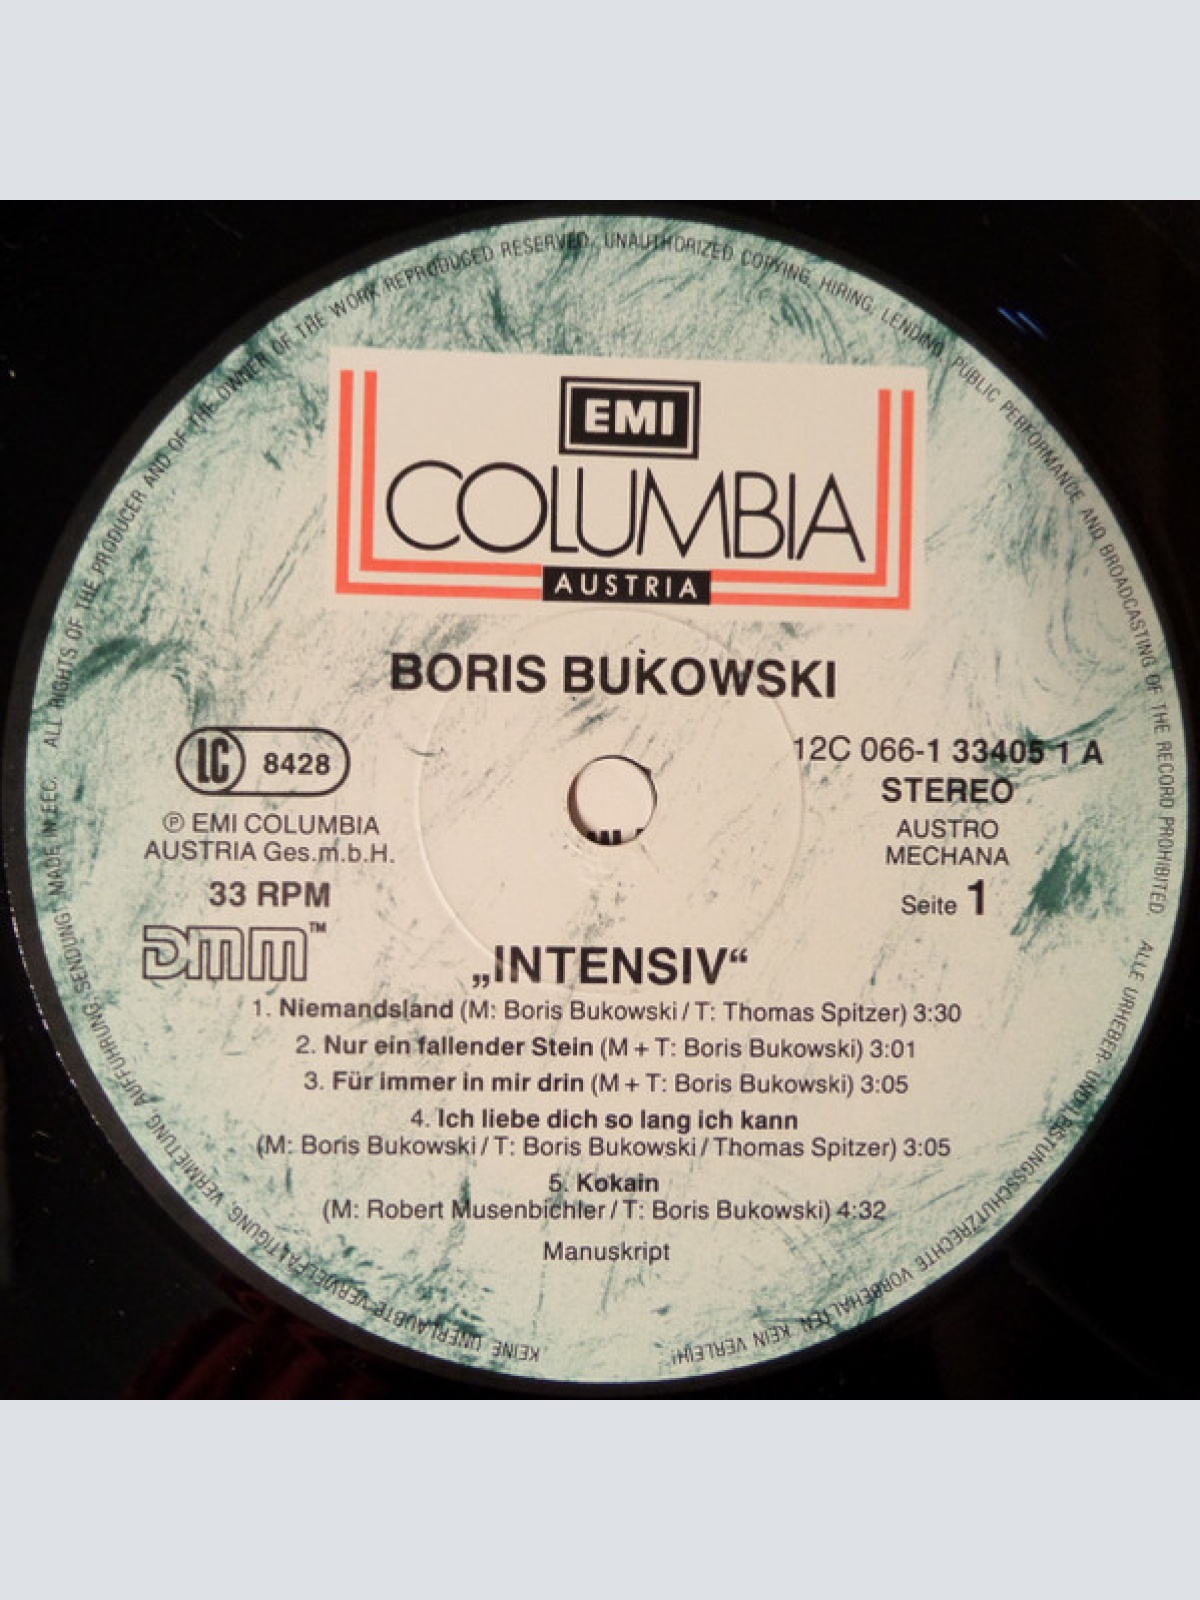 ALL RIGHTS OF THE PRODUCER AND OF THE OWNER OF THE WORK REPRODUCED RESERVED. UNAUTHORIZED COPYING, HIRING, LENDING, PUBLIC PERFORMANCE AND BROADCASTING OF THE RECORD PROHIBITED.
EMI
COLUMBIA
AUSTRIA
BORIS BUKOWSKI
LC 8428
℗ EMI COLUMBIA
AUSTRIA Ges.m.b.H.
33 RPM
DMM™
12C 066-1 33405 1 A
STEREO
AUSTRO
MECHANA
Seite 1
„INTENSIV“
1. Niemandsland (M: Boris Bukowski / T: Thomas Spitzer) 3:30
2. Nur ein fallender Stein (M + T: Boris Bukowski) 3:01
3. Für immer in mir drin (M + T: Boris Bukowski) 3:05
4. Ich liebe dich so lang ich kann
(M: Boris Bukowski / T: Boris Bukowski / Thomas Spitzer) 3:05
5. Kokain
(M: Robert Musenbichler / T: Boris Bukowski) 4:32
Manuskript
ALLE URHEBER- UND LEISTUNGSSCHUTZRECHTE VORBEHALTEN. KEIN VERLEIH!
KEINE UNERLAUBTE VERVIELFÄLTIGUNG, VERMIETUNG, AUFFÜHRUNG, SENDUNG! MADE IN EEC.